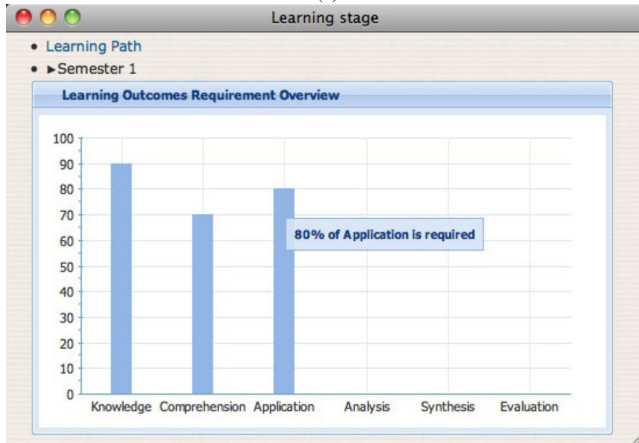 Learning stage
• Learning Path
• ►Semester 1
Learning Outcomes Requirement Overview
100
90
80
70
60
50
40
30
20
10
0
80% of Application is required
Knowledge Comprehension Application Analysis Synthesis Evaluation